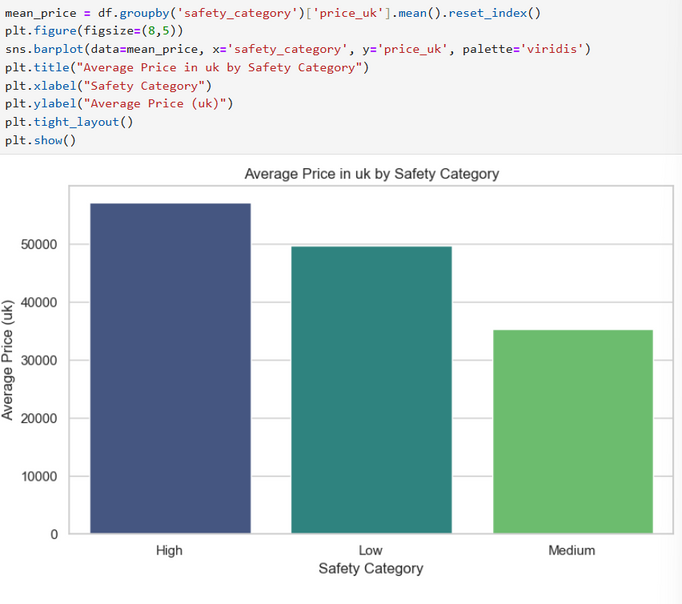 mean_price = df.groupby('safety_category')['price_uk'].mean().reset_index()
plt.figure(figsize=(8,5))
sns.barplot(data=mean_price, x='safety_category', y='price_uk', palette='viridis')
plt.title("Average Price in uk by Safety Category")
plt.xlabel("Safety Category")
plt.ylabel("Average Price (uk)")
plt.tight_layout()
plt.show()
Average Price in uk by Safety Category
Average Price (uk)
50000
40000
30000
20000
10000
0
High Low Medium
Safety Category